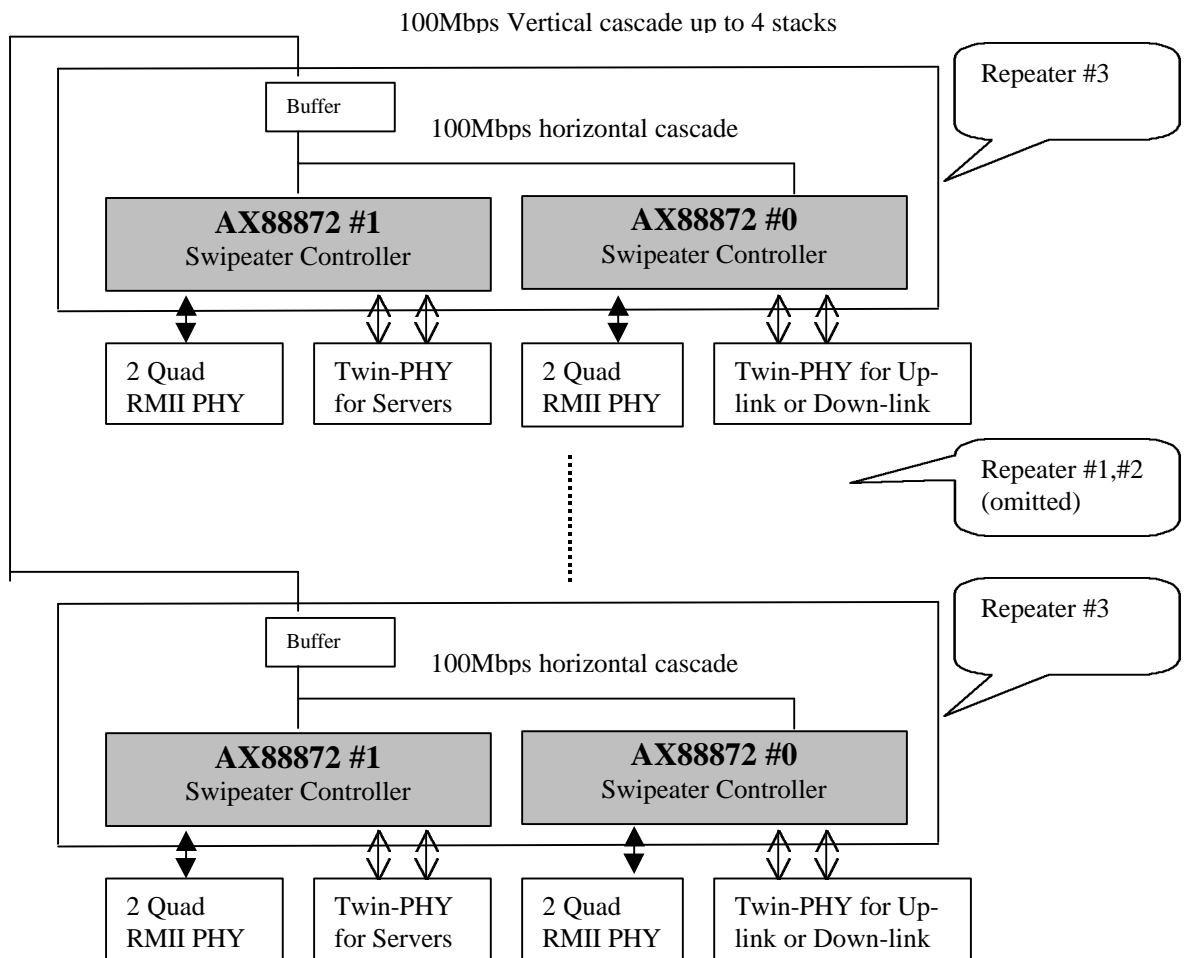 100Mbps Vertical cascade up to 4 stacks
Repeater #3
Buffer
100Mbps horizontal cascade
AX88872 #1
Swipeater Controller
AX88872 #0
Swipeater Controller
2 Quad
RMII PHY
Twin-PHY
for Servers
2 Quad
RMII PHY
Twin-PHY for Up-
link or Down-link
Repeater #1,#2
(omitted)
Repeater #3
Buffer
100Mbps horizontal cascade
AX88872 #1
Swipeater Controller
AX88872 #0
Swipeater Controller
2 Quad
RMII PHY
Twin-PHY
for Servers
2 Quad
RMII PHY
Twin-PHY for Up-
link or Down-link